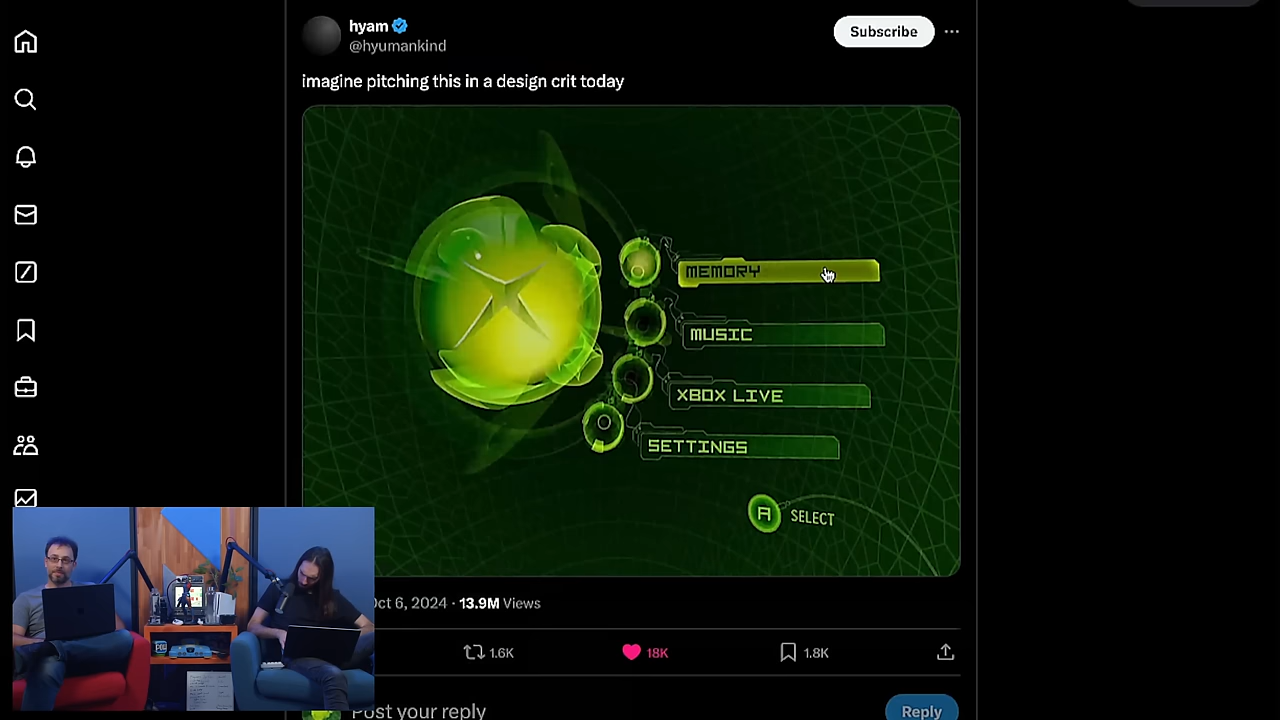 hyam
@hyumankind
Subscribe
imagine pitching this in a design crit today
MEMORY
MUSIC
XBOX LIVE
SETTINGS
A SELECT
ct 6, 2024 · 13.9M Views
1.6K
18K
1.8K
Post your reply
Reply